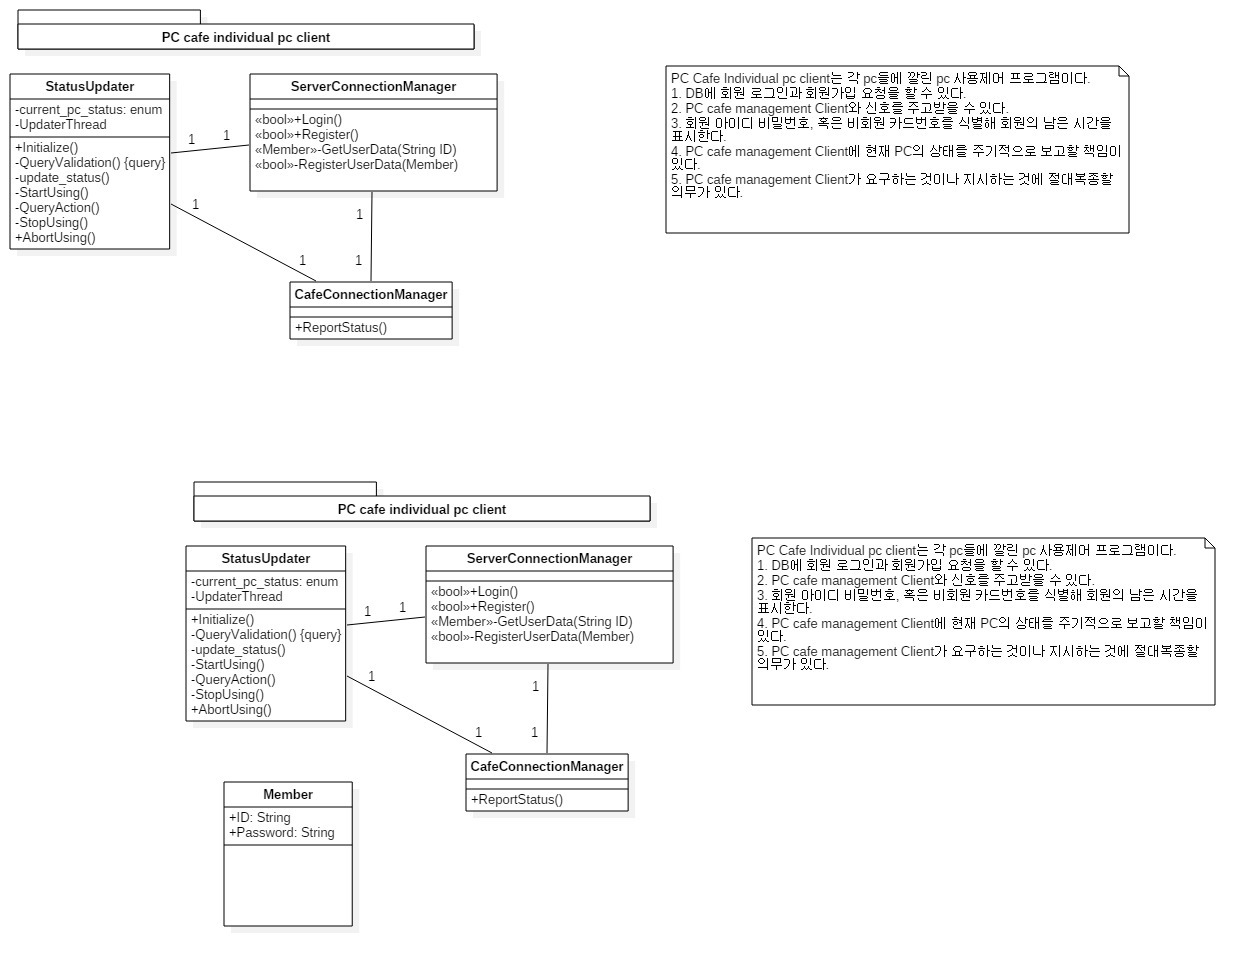 PC cafe individual pc client
StatusUpdater
-current_pc_status: enum
-UpdaterThread
+Initialize()
-QueryValidation() {query}
-update_status()
-StartUsing()
-QueryAction()
-StopUsing()
+AbortUsing()
1
1
ServerConnectionManager
«bool»+Login()
«bool»+Register()
«Member»-GetUserData(String ID)
«bool»-RegisterUserData(Member)
1
1
1
1
CafeConnectionManager
+ReportStatus()
PC Cafe Individual pc client는 각 pc들에 깔린 pc 사용제어 프로그램이다.
1. DB에 회원 로그인과 회원가입 요청을 할 수 있다.
2. PC cafe management Client와 신호를 주고받을 수 있다.
3. 회원 아이디 비밀번호, 혹은 비회원 카드번호를 식별해 회원의 남은 시간을
표시한다.
4. PC cafe management Client에 현재 PC의 상태를 주기적으로 보고할 책임이
있다.
5. PC cafe management Client가 요구하는 것이나 지시하는 것에 절대복종할
의무가 있다.
PC cafe individual pc client
StatusUpdater
-current_pc_status: enum
-UpdaterThread
+Initialize()
-QueryValidation() {query}
-update_status()
-StartUsing()
-QueryAction()
-StopUsing()
+AbortUsing()
1
1
ServerConnectionManager
«bool»+Login()
«bool»+Register()
«Member»-GetUserData(String ID)
«bool»-RegisterUserData(Member)
1
1
1
1
CafeConnectionManager
+ReportStatus()
Member
+ID: String
+Password: String
PC Cafe Individual pc client는 각 pc들에 깔린 pc 사용제어 프로그램이다.
1. DB에 회원 로그인과 회원가입 요청을 할 수 있다.
2. PC cafe management Client와 신호를 주고받을 수 있다.
3. 회원 아이디 비밀번호, 혹은 비회원 카드번호를 식별해 회원의 남은 시간을
표시한다.
4. PC cafe management Client에 현재 PC의 상태를 주기적으로 보고할 책임이
있다.
5. PC cafe management Client가 요구하는 것이나 지시하는 것에 절대복종할
의무가 있다.